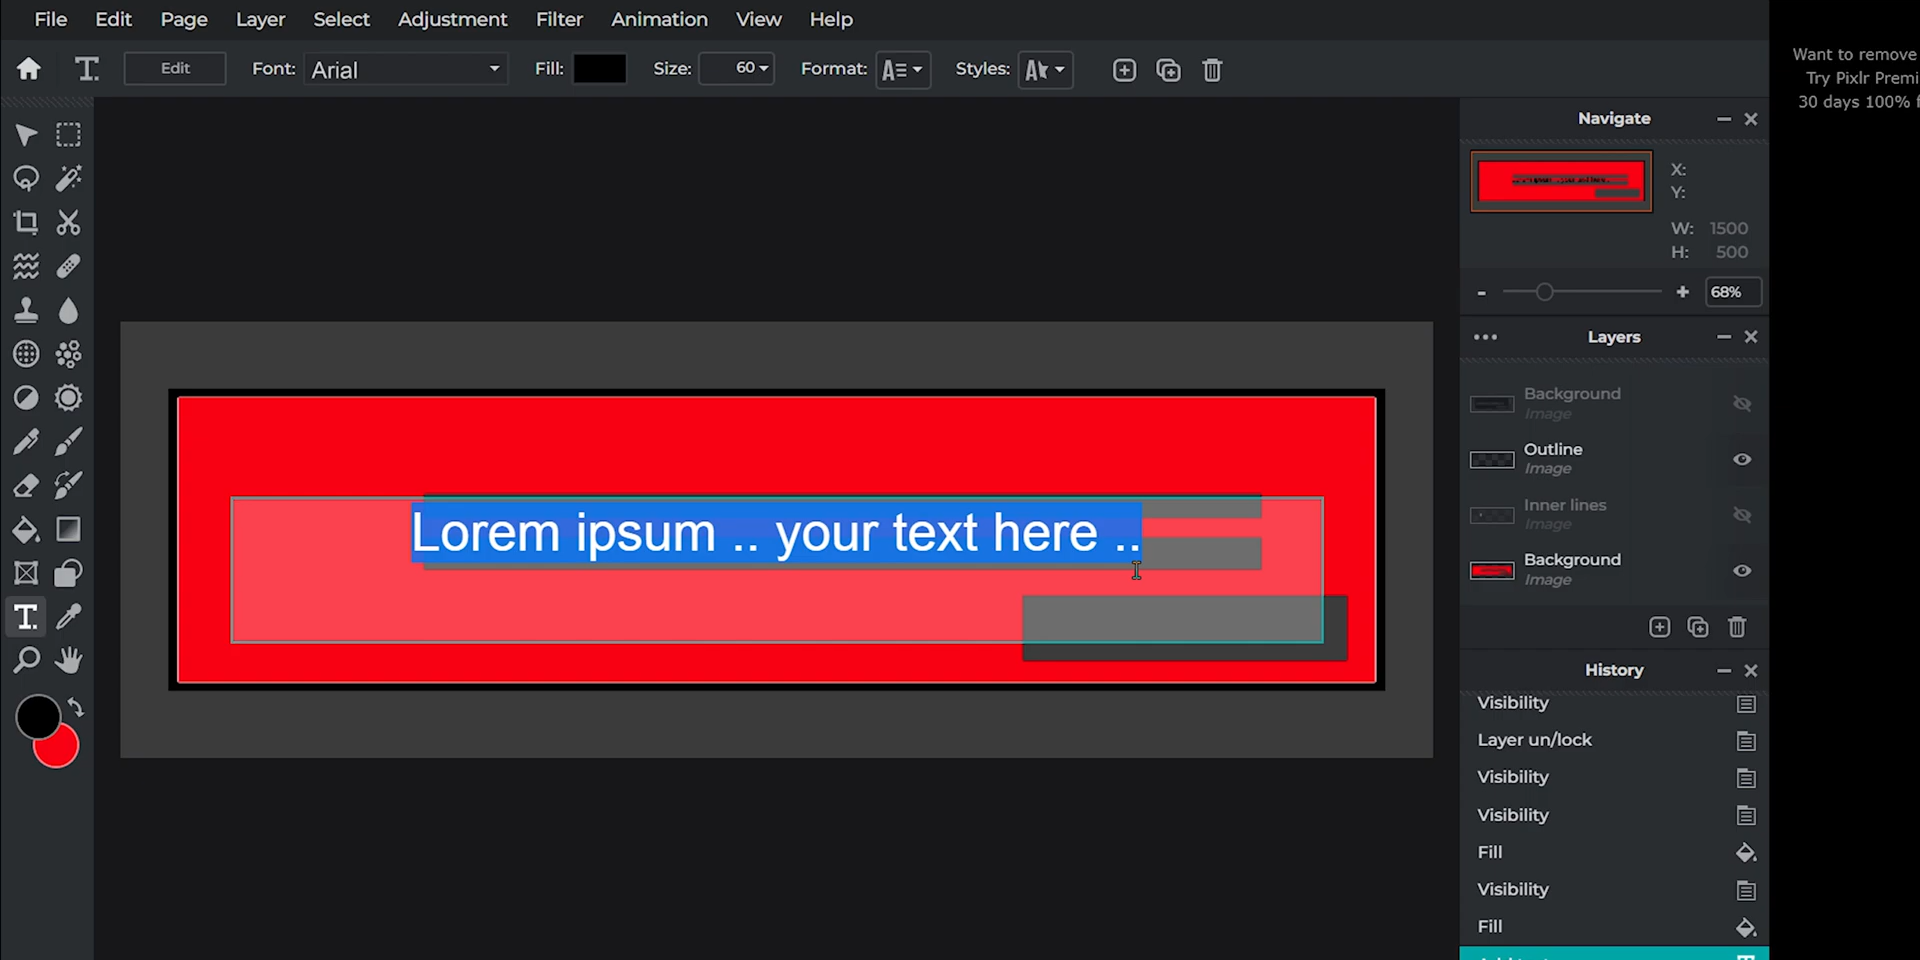 File Edit Page Layer Select Adjustment Filter Animation View Help
Edit Font: Arial Fill: Size: 60 Format: A Styles: A
Want to remove
Try Pixlr Premi
30 days 100% f
Navigate
X:
Y:
W: 1500
H: 500
- + 68%
Layers
Background
Image
Outline
Image
Inner lines
Image
Background
Image
Lorem ipsum .. your text here ..
History
Visibility
Layer un/lock
Visibility
Visibility
Fill
Visibility
Fill